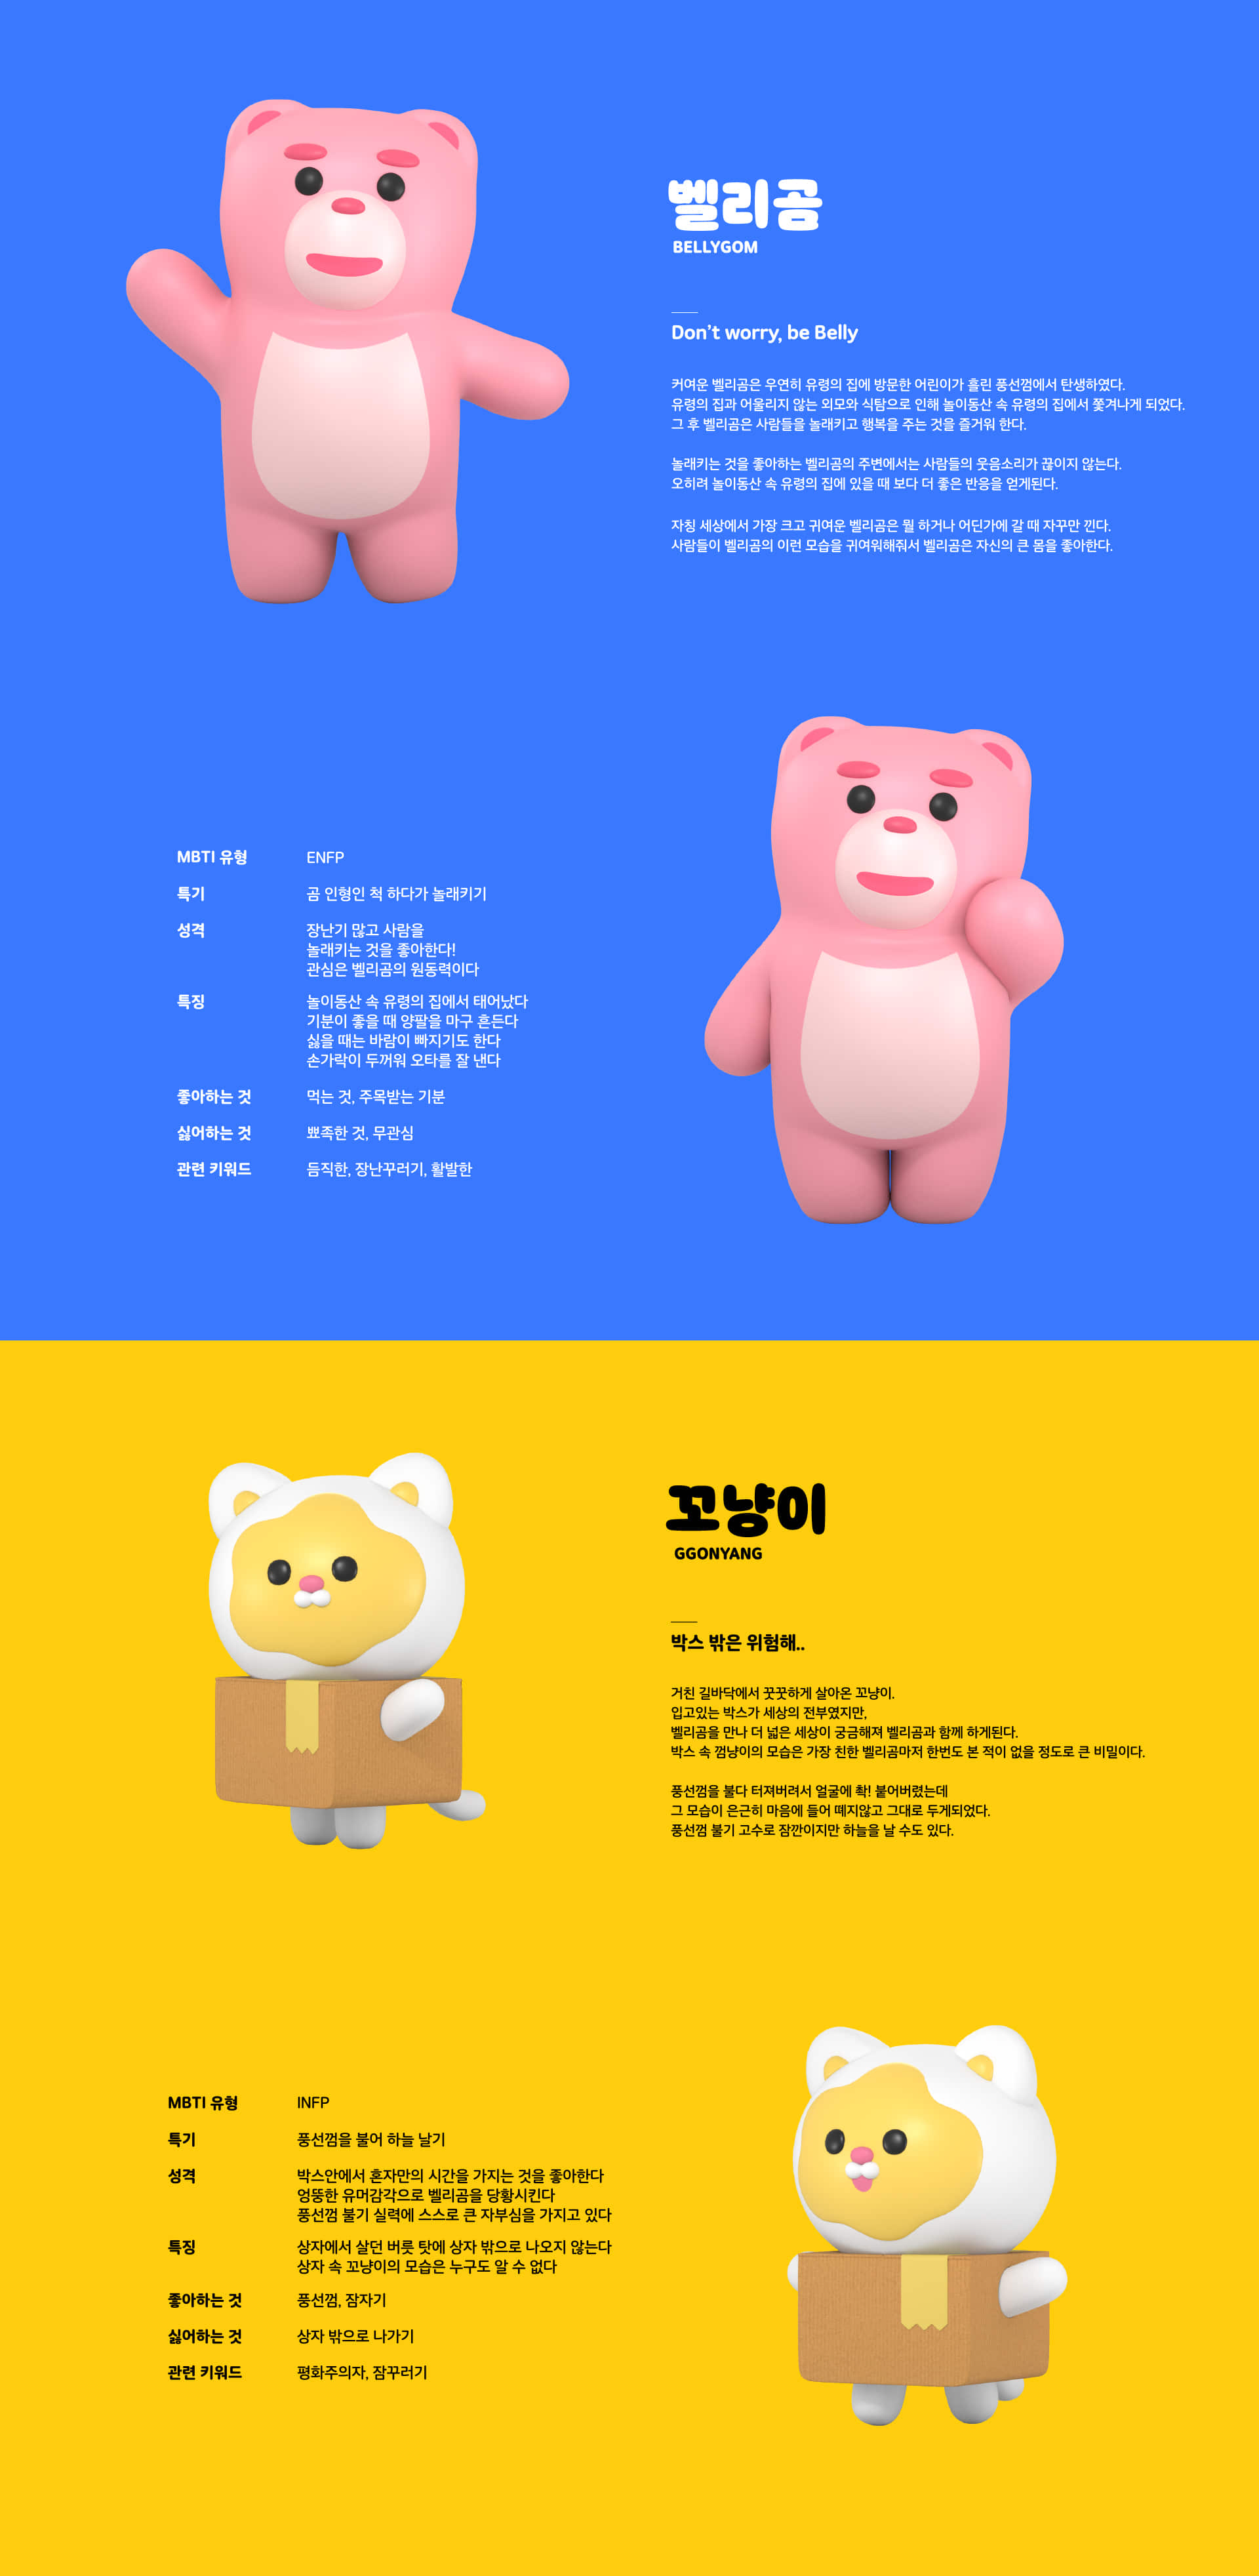 벨리곰
BELLYGOM
Don't worry, be Belly
커여운 벨리곰은 우연히 유령의 집에 방문한 어린이가 흘린 풍선껌에서 탄생하였다.
유령의 집과 어울리지 않는 외모와 식탐으로 인해 놀이동산 속 유령의 집에서 쫓겨나게 되었다.
그 후 벨리곰은 사람들을 놀래키고 행복을 주는 것을 즐거워 한다.
놀래키는 것을 좋아하는 벨리곰의 주변에서는 사람들의 웃음소리가 끊이지 않는다.
오히려 놀이동산 속 유령의 집에 있을 때 보다 더 좋은 반응을 얻게된다.
자칭 세상에서 가장 크고 귀여운 벨리곰은 뭘 하거나 어딘가에 갈 때 자꾸만 낀다.
사람들이 벨리곰의 이런 모습을 귀여워해줘서 벨리곰은 자신의 큰 몸을 좋아한다.
MBTI 유형 ENFP
특기 곰 인형인 척 하다가 놀래키기
성격 장난기 많고 사람을
놀래키는 것을 좋아한다!
관심은 벨리곰의 원동력이다
특징 놀이동산 속 유령의 집에서 태어났다
기분이 좋을 때 양팔을 마구 흔든다
싫을 때는 바람이 빠지기도 한다
손가락이 두꺼워 오타를 잘 낸다
좋아하는 것 먹는 것, 주목받는 기분
싫어하는 것 뾰족한 것, 무관심
관련 키워드 듬직한, 장난꾸러기, 활발한
꼬냥이
GGONYANG
박스 밖은 위험해..
거친 길바닥에서 꿋꿋하게 살아온 꼬냥이.
입고있는 박스가 세상의 전부였지만,
벨리곰을 만나 더 넓은 세상이 궁금해져 벨리곰과 함께 하게된다.
박스 속 껌냥이의 모습은 가장 친한 벨리곰마저 한번도 본 적이 없을 정도로 큰 비밀이다.
풍선껌을 불다 터져버려서 얼굴에 촥! 붙어버렸는데
그 모습이 은근히 마음에 들어 떼지않고 그대로 두게되었다.
풍선껌 불기 고수로 잠깐이지만 하늘을 날 수도 있다.
MBTI 유형 INFP
특기 풍선껌을 불어 하늘 날기
성격 박스안에서 혼자만의 시간을 가지는 것을 좋아한다
엉뚱한 유머감각으로 벨리곰을 당황시킨다
풍선껌 불기 실력에 스스로 큰 자부심을 가지고 있다
특징 상자에서 살던 버릇 탓에 상자 밖으로 나오지 않는다
상자 속 꼬냥이의 모습은 누구도 알 수 없다
좋아하는 것 풍선껌, 잠자기
싫어하는 것 상자 밖으로 나가기
관련 키워드 평화주의자, 잠꾸러기